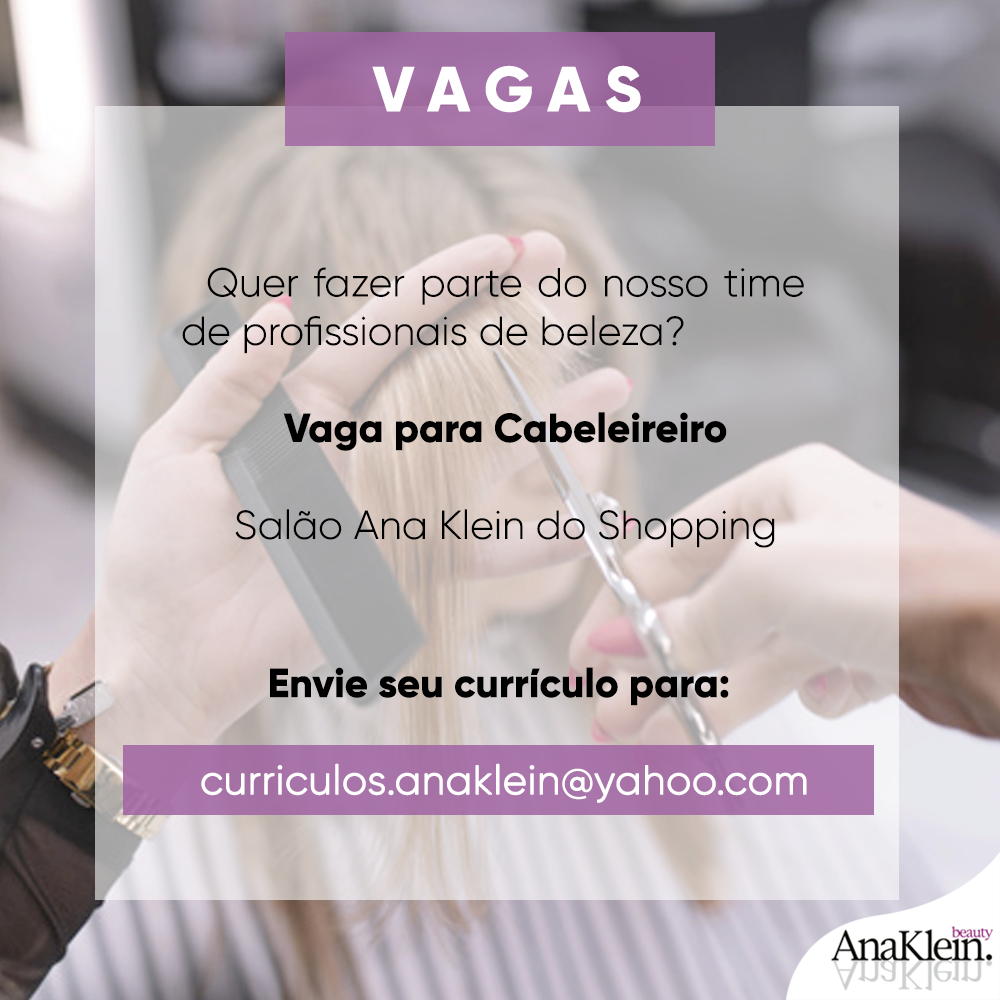 VAGAS
Quer fazer parte do nosso time
de profissionais de beleza?
Vaga para Cabeleireiro
Salão Ana Klein do Shopping
Envie seu currículo para:
curriculos.anaklein@yahoo.com
beauty
AnaKlein.